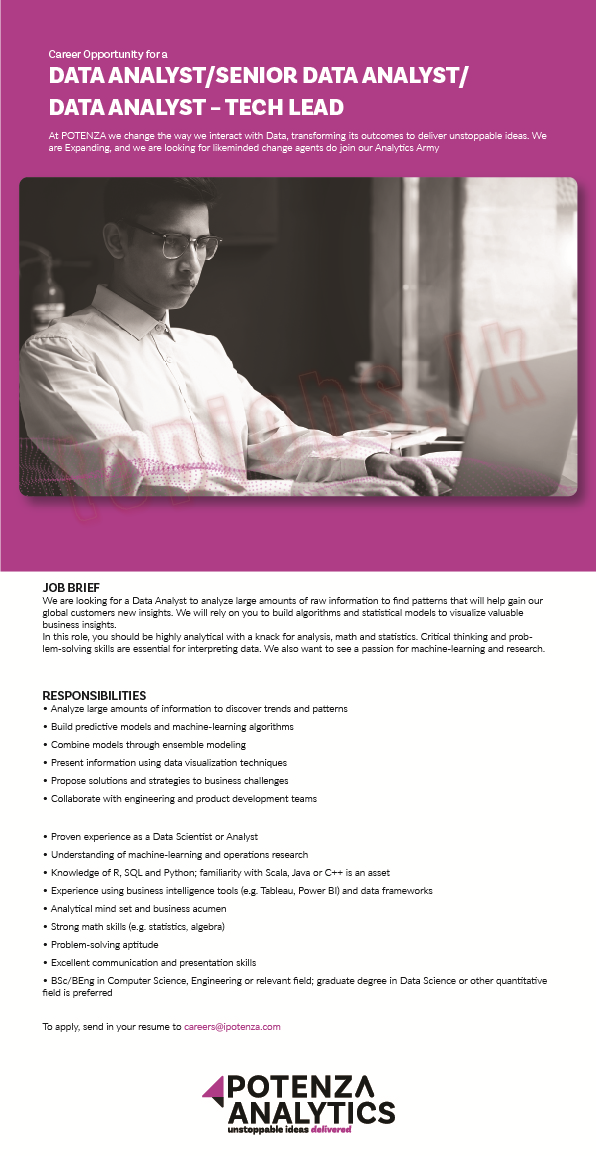 Career Opportunity for a
DATA ANALYST/SENIOR DATA ANALYST/
DATA ANALYST – TECH LEAD
At POTENZA we change the way we interact with Data, transforming its outcomes to deliver unstoppable ideas. We
are Expanding, and we are looking for likeminded change agents do join our Analytics Army
topjobs.lk
JOB BRIEF
We are looking for a Data Analyst to analyze large amounts of raw information to find patterns that will help gain our
global customers new insights. We will rely on you to build algorithms and statistical models to visualize valuable
business insights.
In this role, you should be highly analytical with a knack for analysis, math and statistics. Critical thinking and prob-
lem-solving skills are essential for interpreting data. We also want to see a passion for machine-learning and research.
RESPONSIBILITIES
• Analyze large amounts of information to discover trends and patterns
• Build predictive models and machine-learning algorithms
• Combine models through ensemble modeling
• Present information using data visualization techniques
• Propose solutions and strategies to business challenges
• Collaborate with engineering and product development teams
• Proven experience as a Data Scientist or Analyst
• Understanding of machine-learning and operations research
• Knowledge of R, SQL and Python; familiarity with Scala, Java or C++ is an asset
• Experience using business intelligence tools (e.g. Tableau, Power BI) and data frameworks
• Analytical mind set and business acumen
• Strong math skills (e.g. statistics, algebra)
• Problem-solving aptitude
• Excellent communication and presentation skills
• BSc/BEng in Computer Science, Engineering or relevant field; graduate degree in Data Science or other quantitative
field is preferred
To apply, send in your resume to careers@ipotenza.com
POTENZA
ANALYTICS
unstoppable ideas delivered